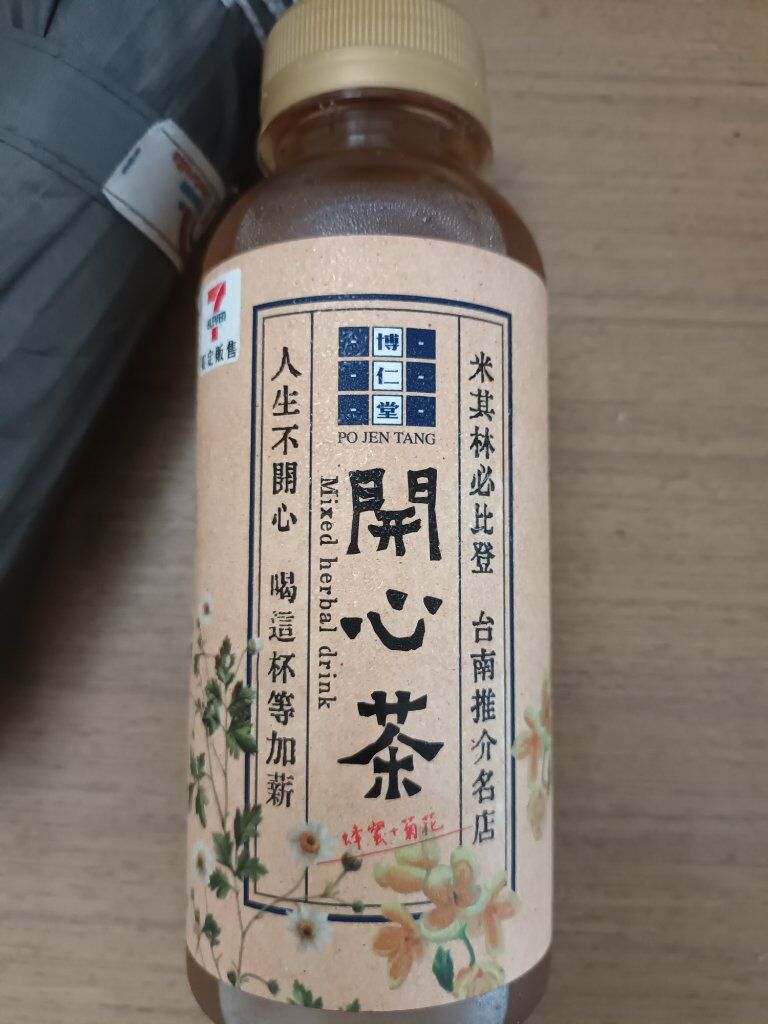 米其林必比登 台南推介名店
博仁堂
PO JEN TANG
開心茶
Mixed herbal drink
蜂蜜+菊花
人生不開心 喝這杯等加薪
7
ELEVEN
定販售